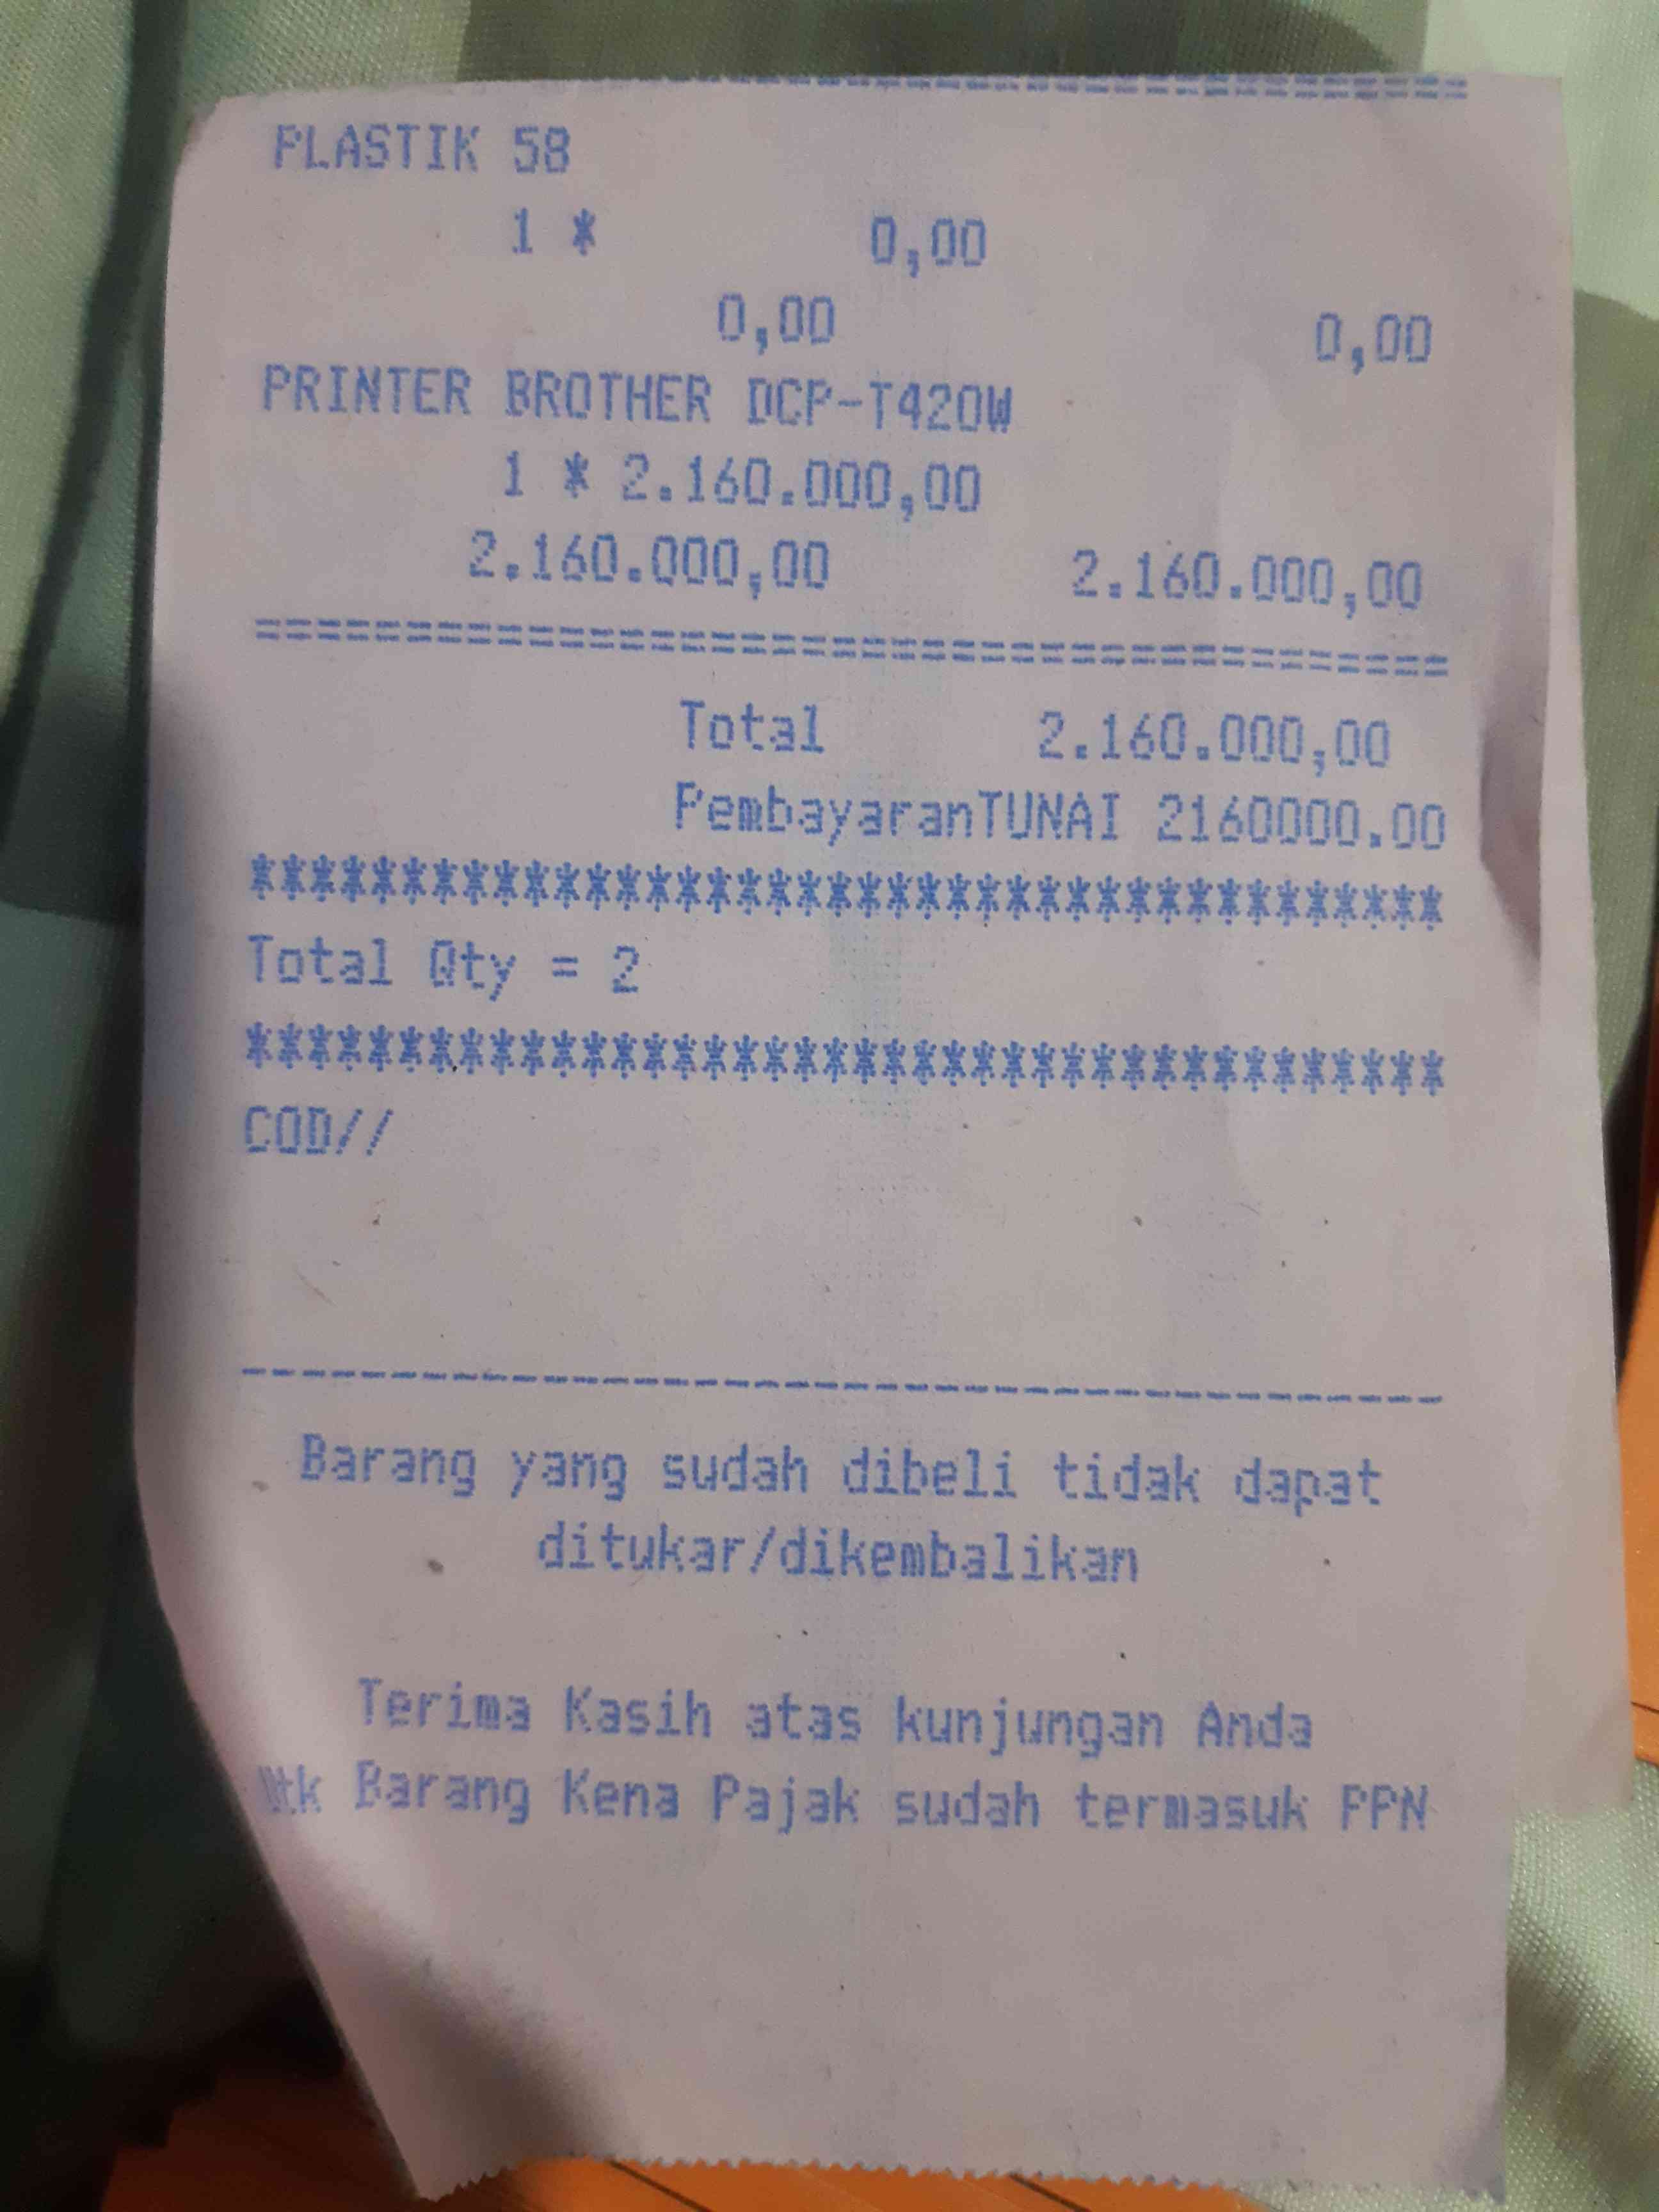 ================================================
PLASTIK 58
1 * 0,00
0,00 0,00
PRINTER BROTHER DCP-T420W
1 * 2.160.000,00
2.160.000,00 2.160.000,00
========================================
Total 2.160.000,00
PembayaranTUNAI 2160000.00
****************************************
Total Qty = 2
****************************************
COD//
----------------------------------------
Barang yang sudah dibeli tidak dapat
ditukar/dikembalikan
Terima Kasih atas kunjungan Anda
Utk Barang Kena Pajak sudah termasuk PPN